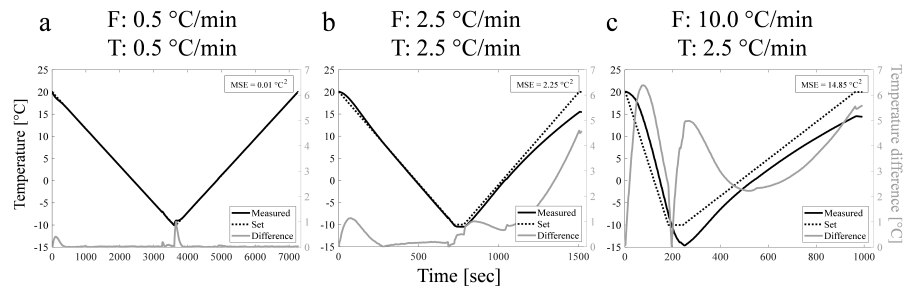 a
F: 0.5 °C/min
T: 0.5 °C/min
b
F: 2.5 °C/min
T: 2.5 °C/min
c
F: 10.0 °C/min
T: 2.5 °C/min
Temperature [°C]
25
20
15
10
5
0
-5
-10
-15
0 1000 2000 3000 4000 5000 6000 7000
7
6
5
4
3
2
1
0
MSE = 0.01 °C²
Measured
Set
Difference
25
20
15
10
5
0
-5
-10
-15
0 500 1000 1500
7
6
5
4
3
2
1
0
MSE = 2.25 °C²
Measured
Set
Difference
25
20
15
10
5
0
-5
-10
-15
0 200 400 600 800 1000
7
6
5
4
3
2
1
0
MSE = 14.85 °C²
Measured
Set
Difference
Temperature difference [°C]
Time [sec]